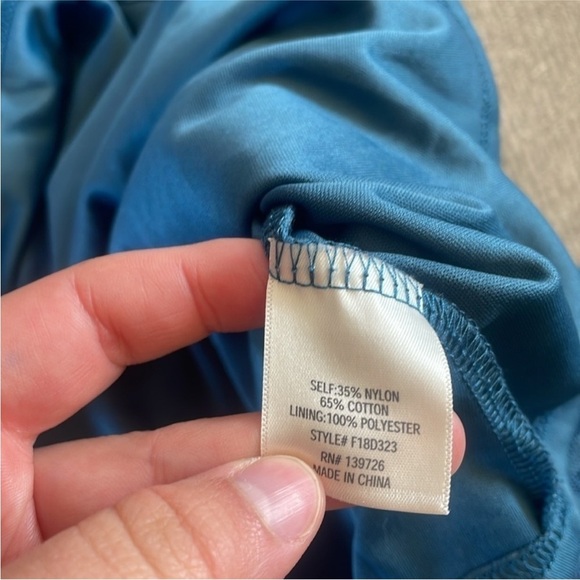 SELF:35% NYLON
65% COTTON
LINING:100% POLYESTER
STYLE# F18D323
RN# 139726
MADE IN CHINA